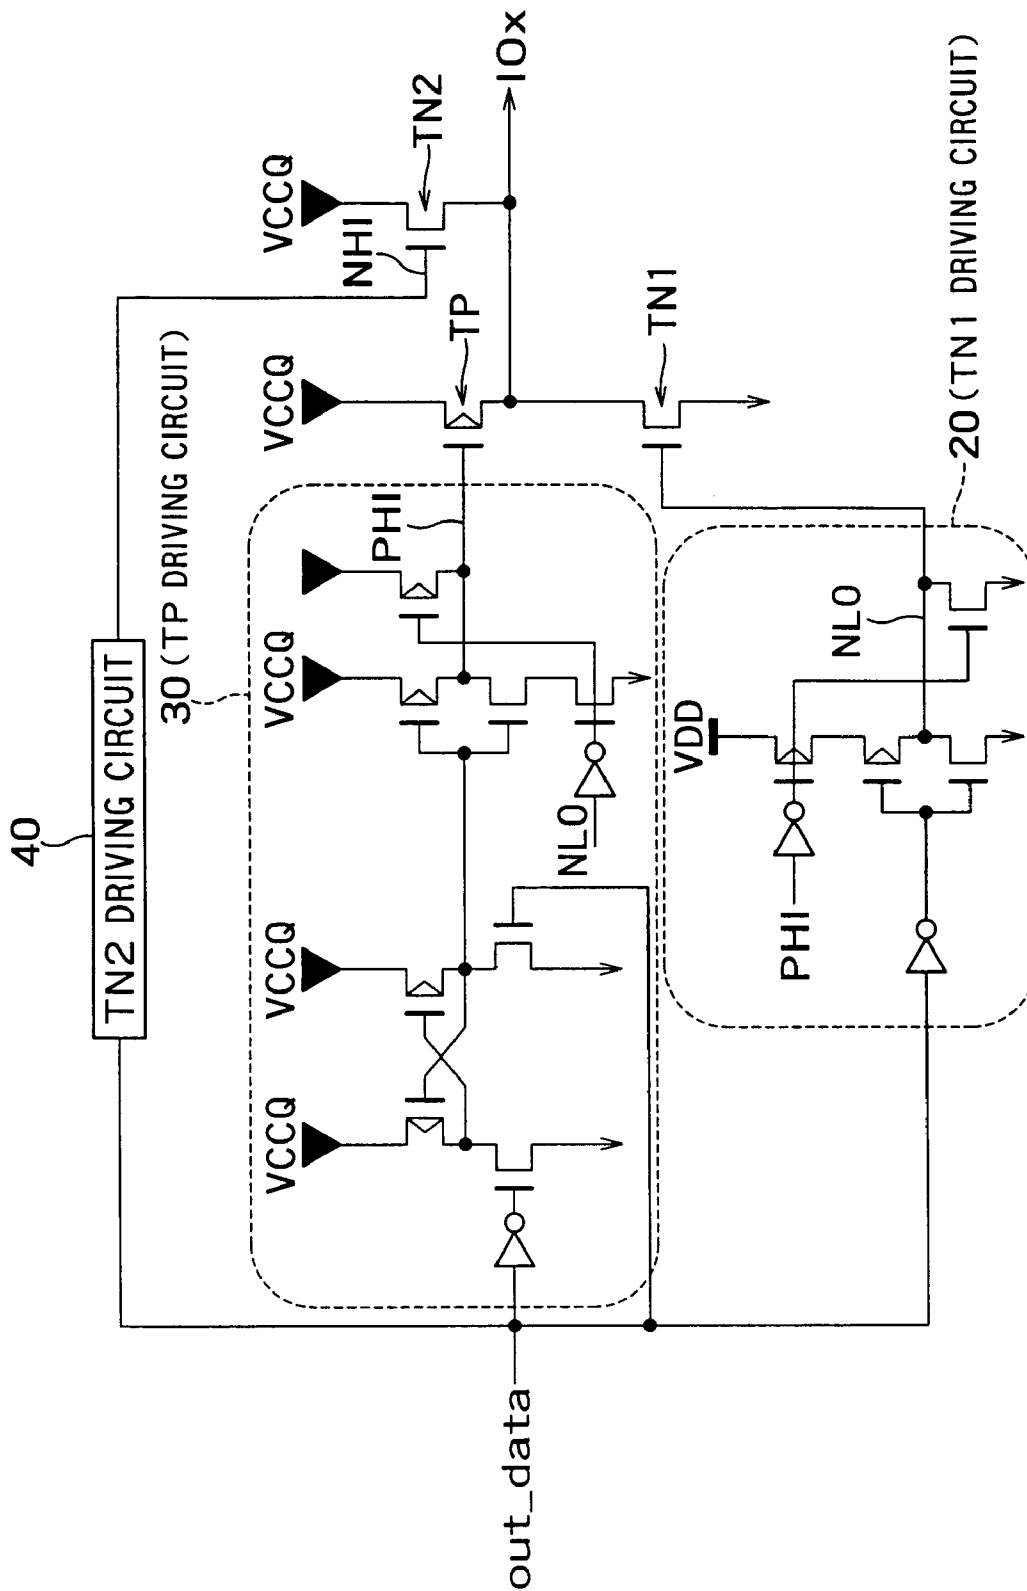 40
TN2 DRIVING CIRCUIT
30(TP DRIVING CIRCUIT)
VCCQ
VCCQ
VCCQ
VCCQ
VCCQ
NHI
TN2
PHI
TP
IOx
out_data
NLO
TN1
VDD
PHI
NLO
20(TN1 DRIVING CIRCUIT)